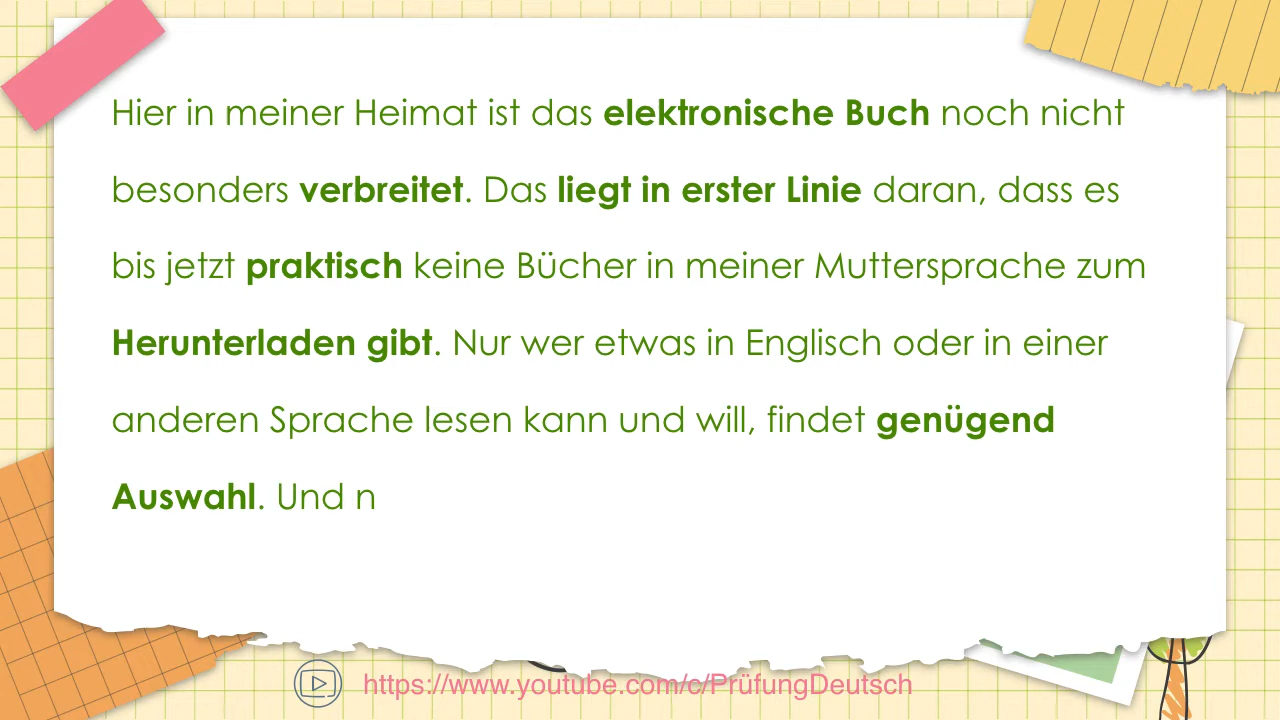 Hier in meiner Heimat ist das elektronische Buch noch nicht
besonders verbreitet. Das liegt in erster Linie daran, dass es
bis jetzt praktisch keine Bücher in meiner Muttersprache zum
Herunterladen gibt. Nur wer etwas in Englisch oder in einer
anderen Sprache lesen kann und will, findet genügend
Auswahl. Und n
https://www.youtube.com/c/PrüfungDeutsch